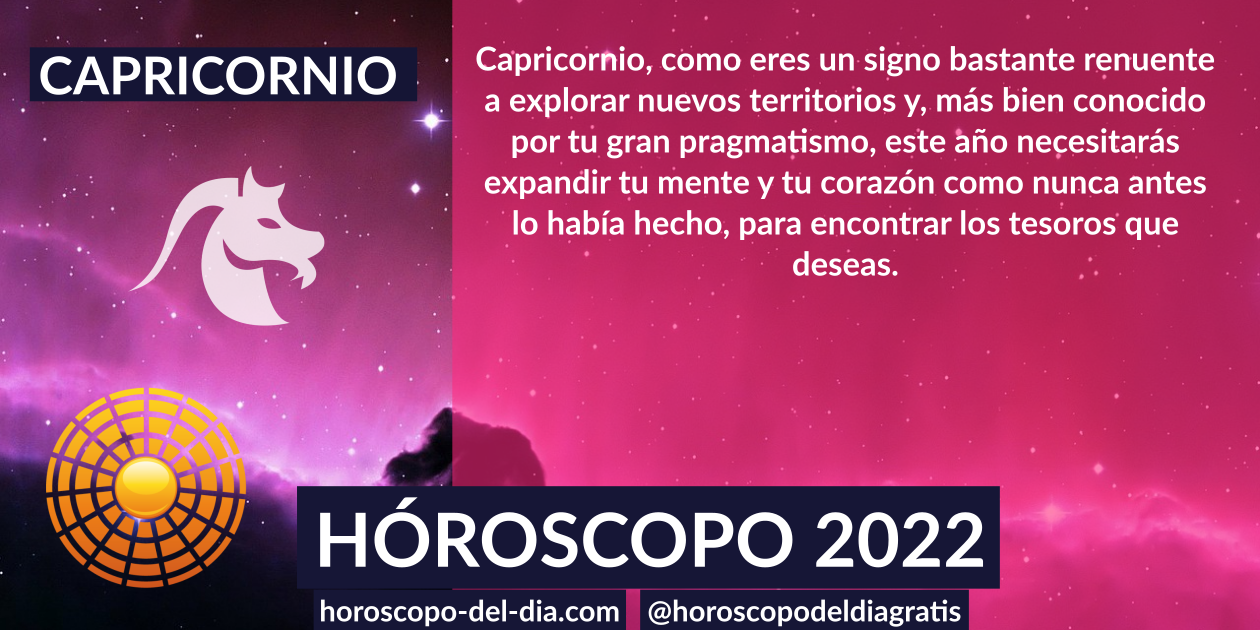 CAPRICORNIO
Capricornio, como eres un signo bastante renuente
a explorar nuevos territorios y, más bien conocido
por tu gran pragmatismo, este año necesitarás
expandir tu mente y tu corazón como nunca antes
lo había hecho, para encontrar los tesoros que
deseas.
HÓROSCOPO 2022
horoscopo-del-dia.com
@horoscopodeldiagratis